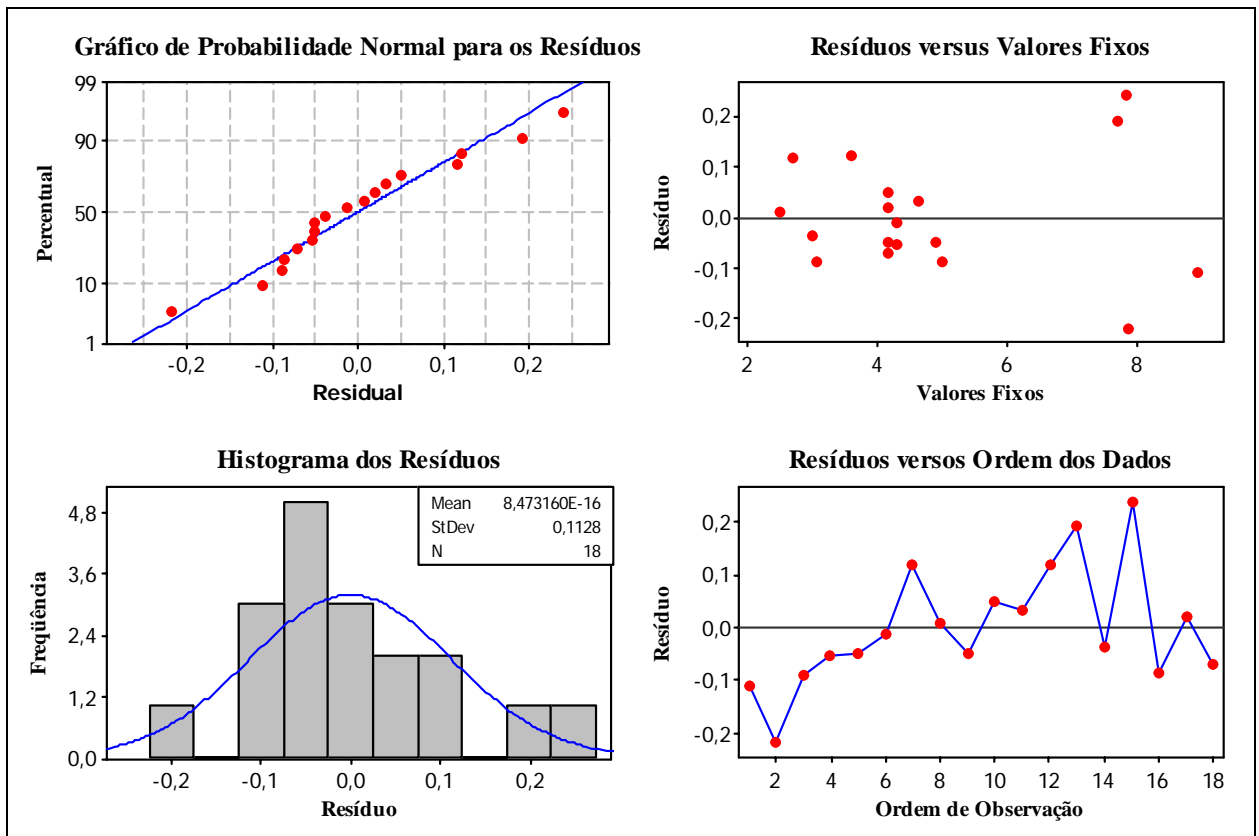 Gráfico de Probabilidade Normal para os Resíduos
99
90
50
10
1
Percentual
-0,2 -0,1 0,0 0,1 0,2
Residual
Resíduos versus Valores Fixos
0,2
0,1
0,0
-0,1
-0,2
Resíduo
2 4 6 8
Valores Fixos
Histograma dos Resíduos
Mean 8,473160E-16
StDev 0,1128
N 18
4,8
3,6
2,4
1,2
0,0
Freqüência
-0,2 -0,1 0,0 0,1 0,2
Resíduo
Resíduos versos Ordem dos Dados
0,2
0,1
0,0
-0,1
-0,2
Resíduo
2 4 6 8 10 12 14 16 18
Ordem de Observação